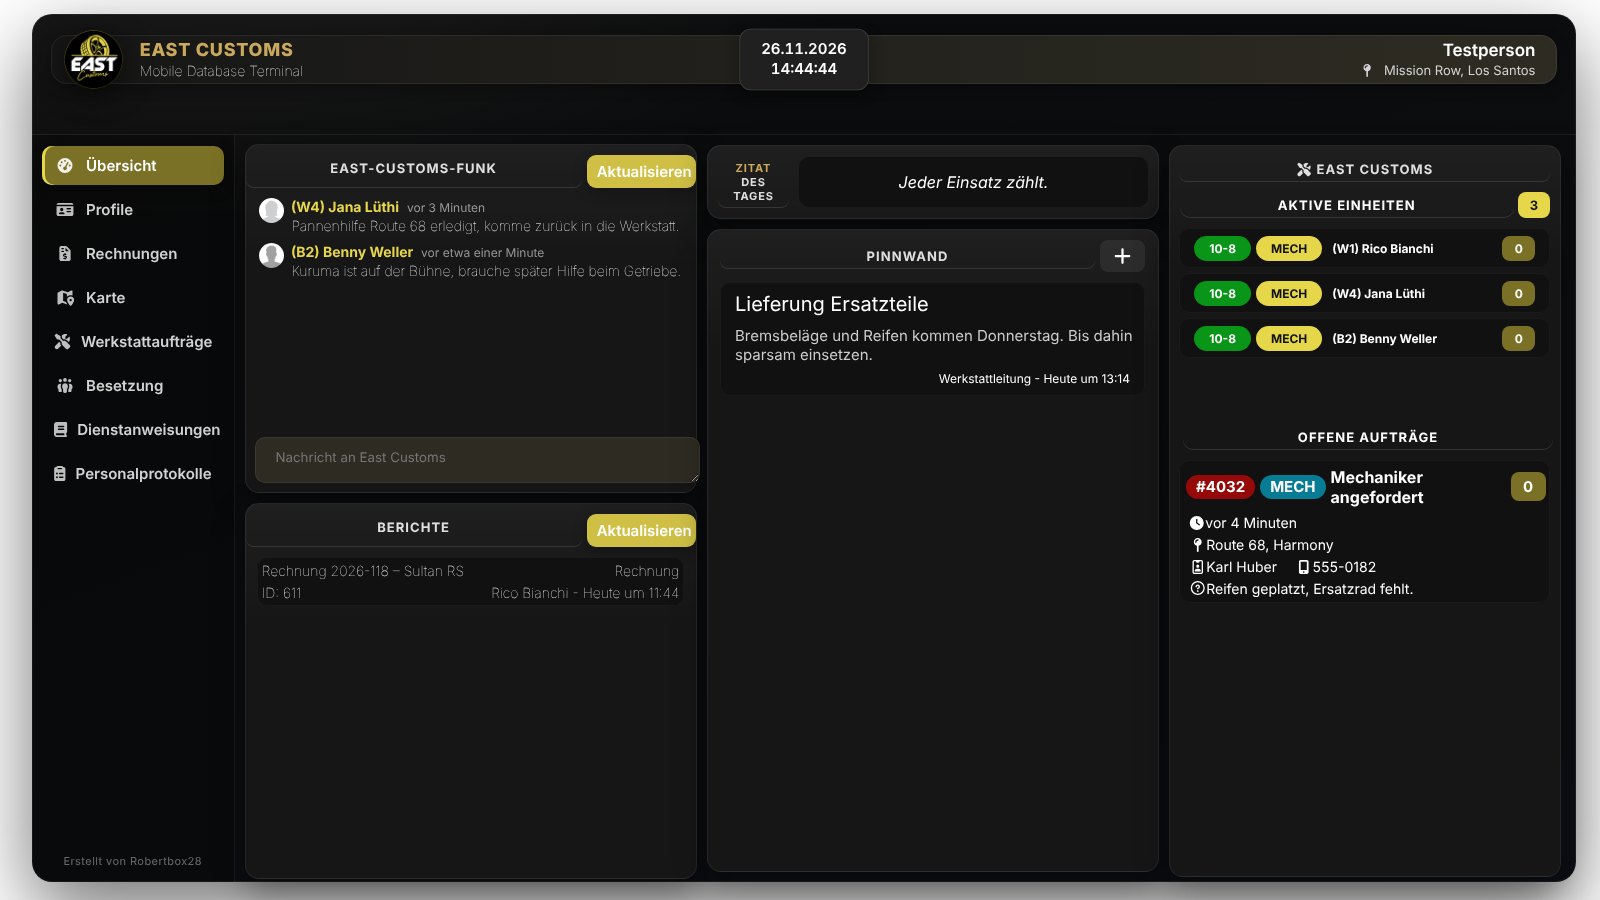 EAST
Customs
EAST CUSTOMS
Mobile Database Terminal
26.11.2026
14:44:44
Testperson
Mission Row, Los Santos
Übersicht
Profile
Rechnungen
Karte
Werkstattaufträge
Besetzung
Dienstanweisungen
Personalprotokolle
Erstellt von Robertbox28
EAST-CUSTOMS-FUNK
Aktualisieren
(W4) Jana Lüthi vor 3 Minuten
Pannenhilfe Route 68 erledigt, komme zurück in die Werkstatt.
(B2) Benny Weller vor etwa einer Minute
Kuruma ist auf der Bühne, brauche später Hilfe beim Getriebe.
Nachricht an East Customs
BERICHTE
Aktualisieren
Rechnung 2026-118 – Sultan RS Rechnung
ID: 611 Rico Bianchi - Heute um 11:44
ZITAT
DES
TAGES
Jeder Einsatz zählt.
PINNWAND
Lieferung Ersatzteile
Bremsbeläge und Reifen kommen Donnerstag. Bis dahin
sparsam einsetzen.
Werkstattleitung - Heute um 13:14
EAST CUSTOMS
AKTIVE EINHEITEN 3
10-8 MECH (W1) Rico Bianchi 0
10-8 MECH (W4) Jana Lüthi 0
10-8 MECH (B2) Benny Weller 0
OFFENE AUFTRÄGE
#4032 MECH Mechaniker
angefordert 0
vor 4 Minuten
Route 68, Harmony
Karl Huber 555-0182
Reifen geplatzt, Ersatzrad fehlt.